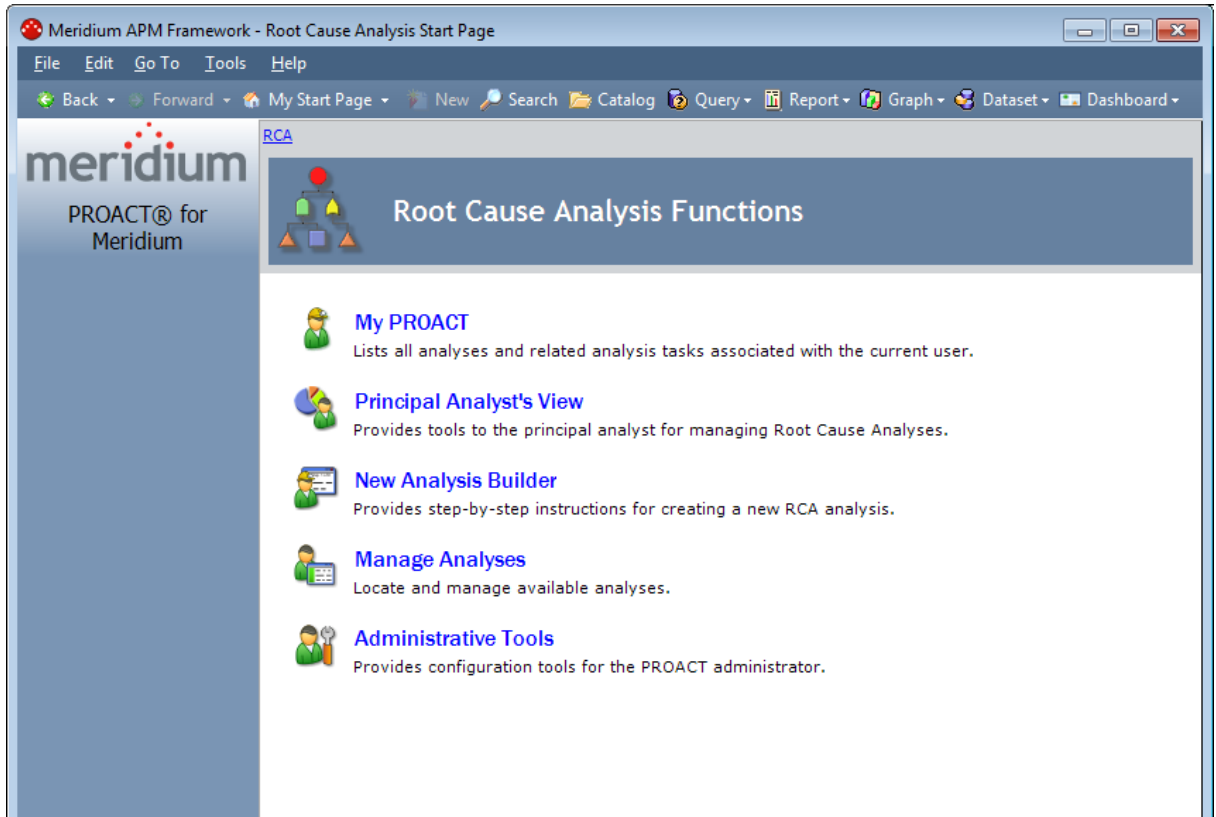 Meridium APM Framework - Root Cause Analysis Start Page
File Edit Go To Tools Help
Back Forward My Start Page New Search Catalog Query Report Graph Dataset Dashboard
meridium
PROACT® for
Meridium
RCA
Root Cause Analysis Functions
My PROACT
Lists all analyses and related analysis tasks associated with the current user.
Principal Analyst's View
Provides tools to the principal analyst for managing Root Cause Analyses.
New Analysis Builder
Provides step-by-step instructions for creating a new RCA analysis.
Manage Analyses
Locate and manage available analyses.
Administrative Tools
Provides configuration tools for the PROACT administrator.